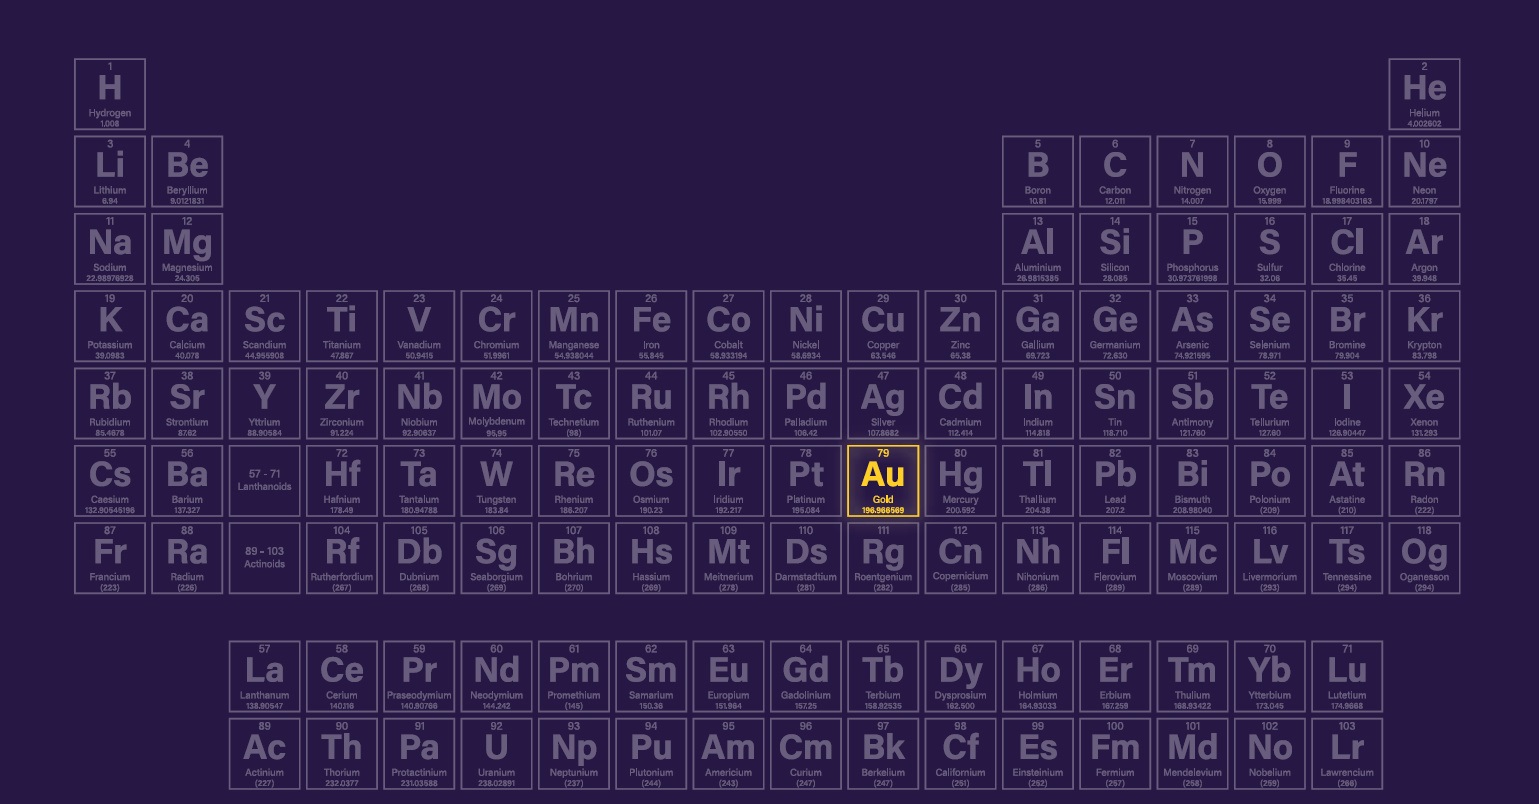 1
H
Hydrogen
1.008
2
He
Helium
4.002602
3
Li
Lithium
6.94
4
Be
Beryllium
9.0121831
5
B
Boron
10.81
6
C
Carbon
12.011
7
N
Nitrogen
14.007
8
O
Oxygen
15.999
9
F
Fluorine
18.998403163
10
Ne
Neon
20.1797
11
Na
Sodium
22.98976928
12
Mg
Magnesium
24.305
13
Al
Aluminium
26.9815385
14
Si
Silicon
28.085
15
P
Phosphorus
30.973761998
16
S
Sulfur
32.06
17
Cl
Chlorine
35.45
18
Ar
Argon
39.948
19
K
Potassium
39.0983
20
Ca
Calcium
40.078
21
Sc
Scandium
44.955908
22
Ti
Titanium
47.867
23
V
Vanadium
50.9415
24
Cr
Chromium
51.9961
25
Mn
Manganese
54.938044
26
Fe
Iron
55.845
27
Co
Cobalt
58.933194
28
Ni
Nickel
58.6934
29
Cu
Copper
63.546
30
Zn
Zinc
65.38
31
Ga
Gallium
69.723
32
Ge
Germanium
72.630
33
As
Arsenic
74.921595
34
Se
Selenium
78.971
35
Br
Bromine
79.904
36
Kr
Krypton
83.798
37
Rb
Rubidium
85.4678
38
Sr
Strontium
87.62
39
Y
Yttrium
88.90584
40
Zr
Zirconium
91.224
41
Nb
Niobium
92.90637
42
Mo
Molybdenum
95.95
43
Tc
Technetium
(98)
44
Ru
Ruthenium
101.07
45
Rh
Rhodium
102.90550
46
Pd
Palladium
106.42
47
Ag
Silver
107.8682
48
Cd
Cadmium
112.414
49
In
Indium
114.818
50
Sn
Tin
118.710
51
Sb
Antimony
121.760
52
Te
Tellurium
127.60
53
I
Iodine
126.90447
54
Xe
Xenon
131.293
55
Cs
Caesium
132.90545196
56
Ba
Barium
137.327
57 - 71
Lanthanoids
72
Hf
Hafnium
178.49
73
Ta
Tantalum
180.94788
74
W
Tungsten
183.84
75
Re
Rhenium
186.207
76
Os
Osmium
190.23
77
Ir
Iridium
192.217
78
Pt
Platinum
195.084
79
Au
Gold
196.966569
80
Hg
Mercury
200.592
81
Tl
Thallium
204.38
82
Pb
Lead
207.2
83
Bi
Bismuth
208.98040
84
Po
Polonium
(209)
85
At
Astatine
(210)
86
Rn
Radon
(222)
87
Fr
Francium
(223)
88
Ra
Radium
(226)
89 - 103
Actinoids
104
Rf
Rutherfordium
(267)
105
Db
Dubnium
(268)
106
Sg
Seaborgium
(269)
107
Bh
Bohrium
(270)
108
Hs
Hassium
(269)
109
Mt
Meitnerium
(278)
110
Ds
Darmstadtium
(281)
111
Rg
Roentgenium
(282)
112
Cn
Copernicium
(285)
113
Nh
Nihonium
(286)
114
Fl
Flerovium
(289)
115
Mc
Moscovium
(289)
116
Lv
Livermorium
(293)
117
Ts
Tennessine
(294)
118
Og
Oganesson
(294)
57
La
Lanthanum
138.90547
58
Ce
Cerium
140.116
59
Pr
Praseodymium
140.90766
60
Nd
Neodymium
144.242
61
Pm
Promethium
(145)
62
Sm
Samarium
150.36
63
Eu
Europium
151.964
64
Gd
Gadolinium
157.25
65
Tb
Terbium
158.92535
66
Dy
Dysprosium
162.500
67
Ho
Holmium
164.93033
68
Er
Erbium
167.259
69
Tm
Thulium
168.93422
70
Yb
Ytterbium
173.045
71
Lu
Lutetium
174.9668
89
Ac
Actinium
(227)
90
Th
Thorium
232.0377
91
Pa
Protactinium
231.03588
92
U
Uranium
238.02891
93
Np
Neptunium
(237)
94
Pu
Plutonium
(244)
95
Am
Americium
(243)
96
Cm
Curium
(247)
97
Bk
Berkelium
(247)
98
Cf
Californium
(251)
99
Es
Einsteinium
(252)
100
Fm
Fermium
(257)
101
Md
Mendelevium
(258)
102
No
Nobelium
(259)
103
Lr
Lawrencium
(266)